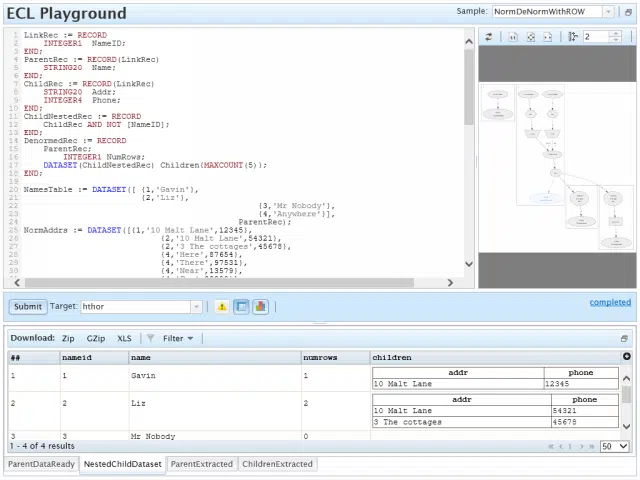 ECL Playground
Sample: NormDeNormWithROW
1 LinkRec := RECORD
2 INTEGER1 NameID;
3 END;
4 ParentRec := RECORD(LinkRec)
5 STRING20 Name;
6 END;
7 ChildRec := RECORD(LinkRec)
8 STRING20 Addr;
9 INTEGER4 Phone;
10 END;
11 ChildNestedRec := RECORD
12 ChildRec AND NOT [NameID];
13 END;
14 DenormedRec := RECORD
15 ParentRec;
16 INTEGER1 NumRows;
17 DATASET(ChildNestedRec) Children{MAXCOUNT(5)};
18 END;
19
20 NamesTable := DATASET([ {1,'Gavin'},
21 {2,'Liz'},
22 {3,'Mr Nobody'},
23 {4,'Anywhere'}],
24 ParentRec);
25 NormAddrs := DATASET([{1,'10 Malt Lane',12345},
26 {2,'10 Malt Lane',54321},
27 {2,'3 The cottages',45678},
28 {4,'Here',87654},
29 {4,'There',97531},
30 {4,'Near',13579},
2
Submit Target: hthor
completed
Download: Zip GZip XLS Filter
## nameid name numrows children
1 1 Gavin 1
addr phone
10 Malt Lane 12345
2 2 Liz 2
addr phone
10 Malt Lane 54321
3 The cottages 45678
3 3 Mr Nobody 0
1 - 4 of 4 results
1
50
ParentDataReady NestedChildDataset ParentExtracted ChildrenExtracted